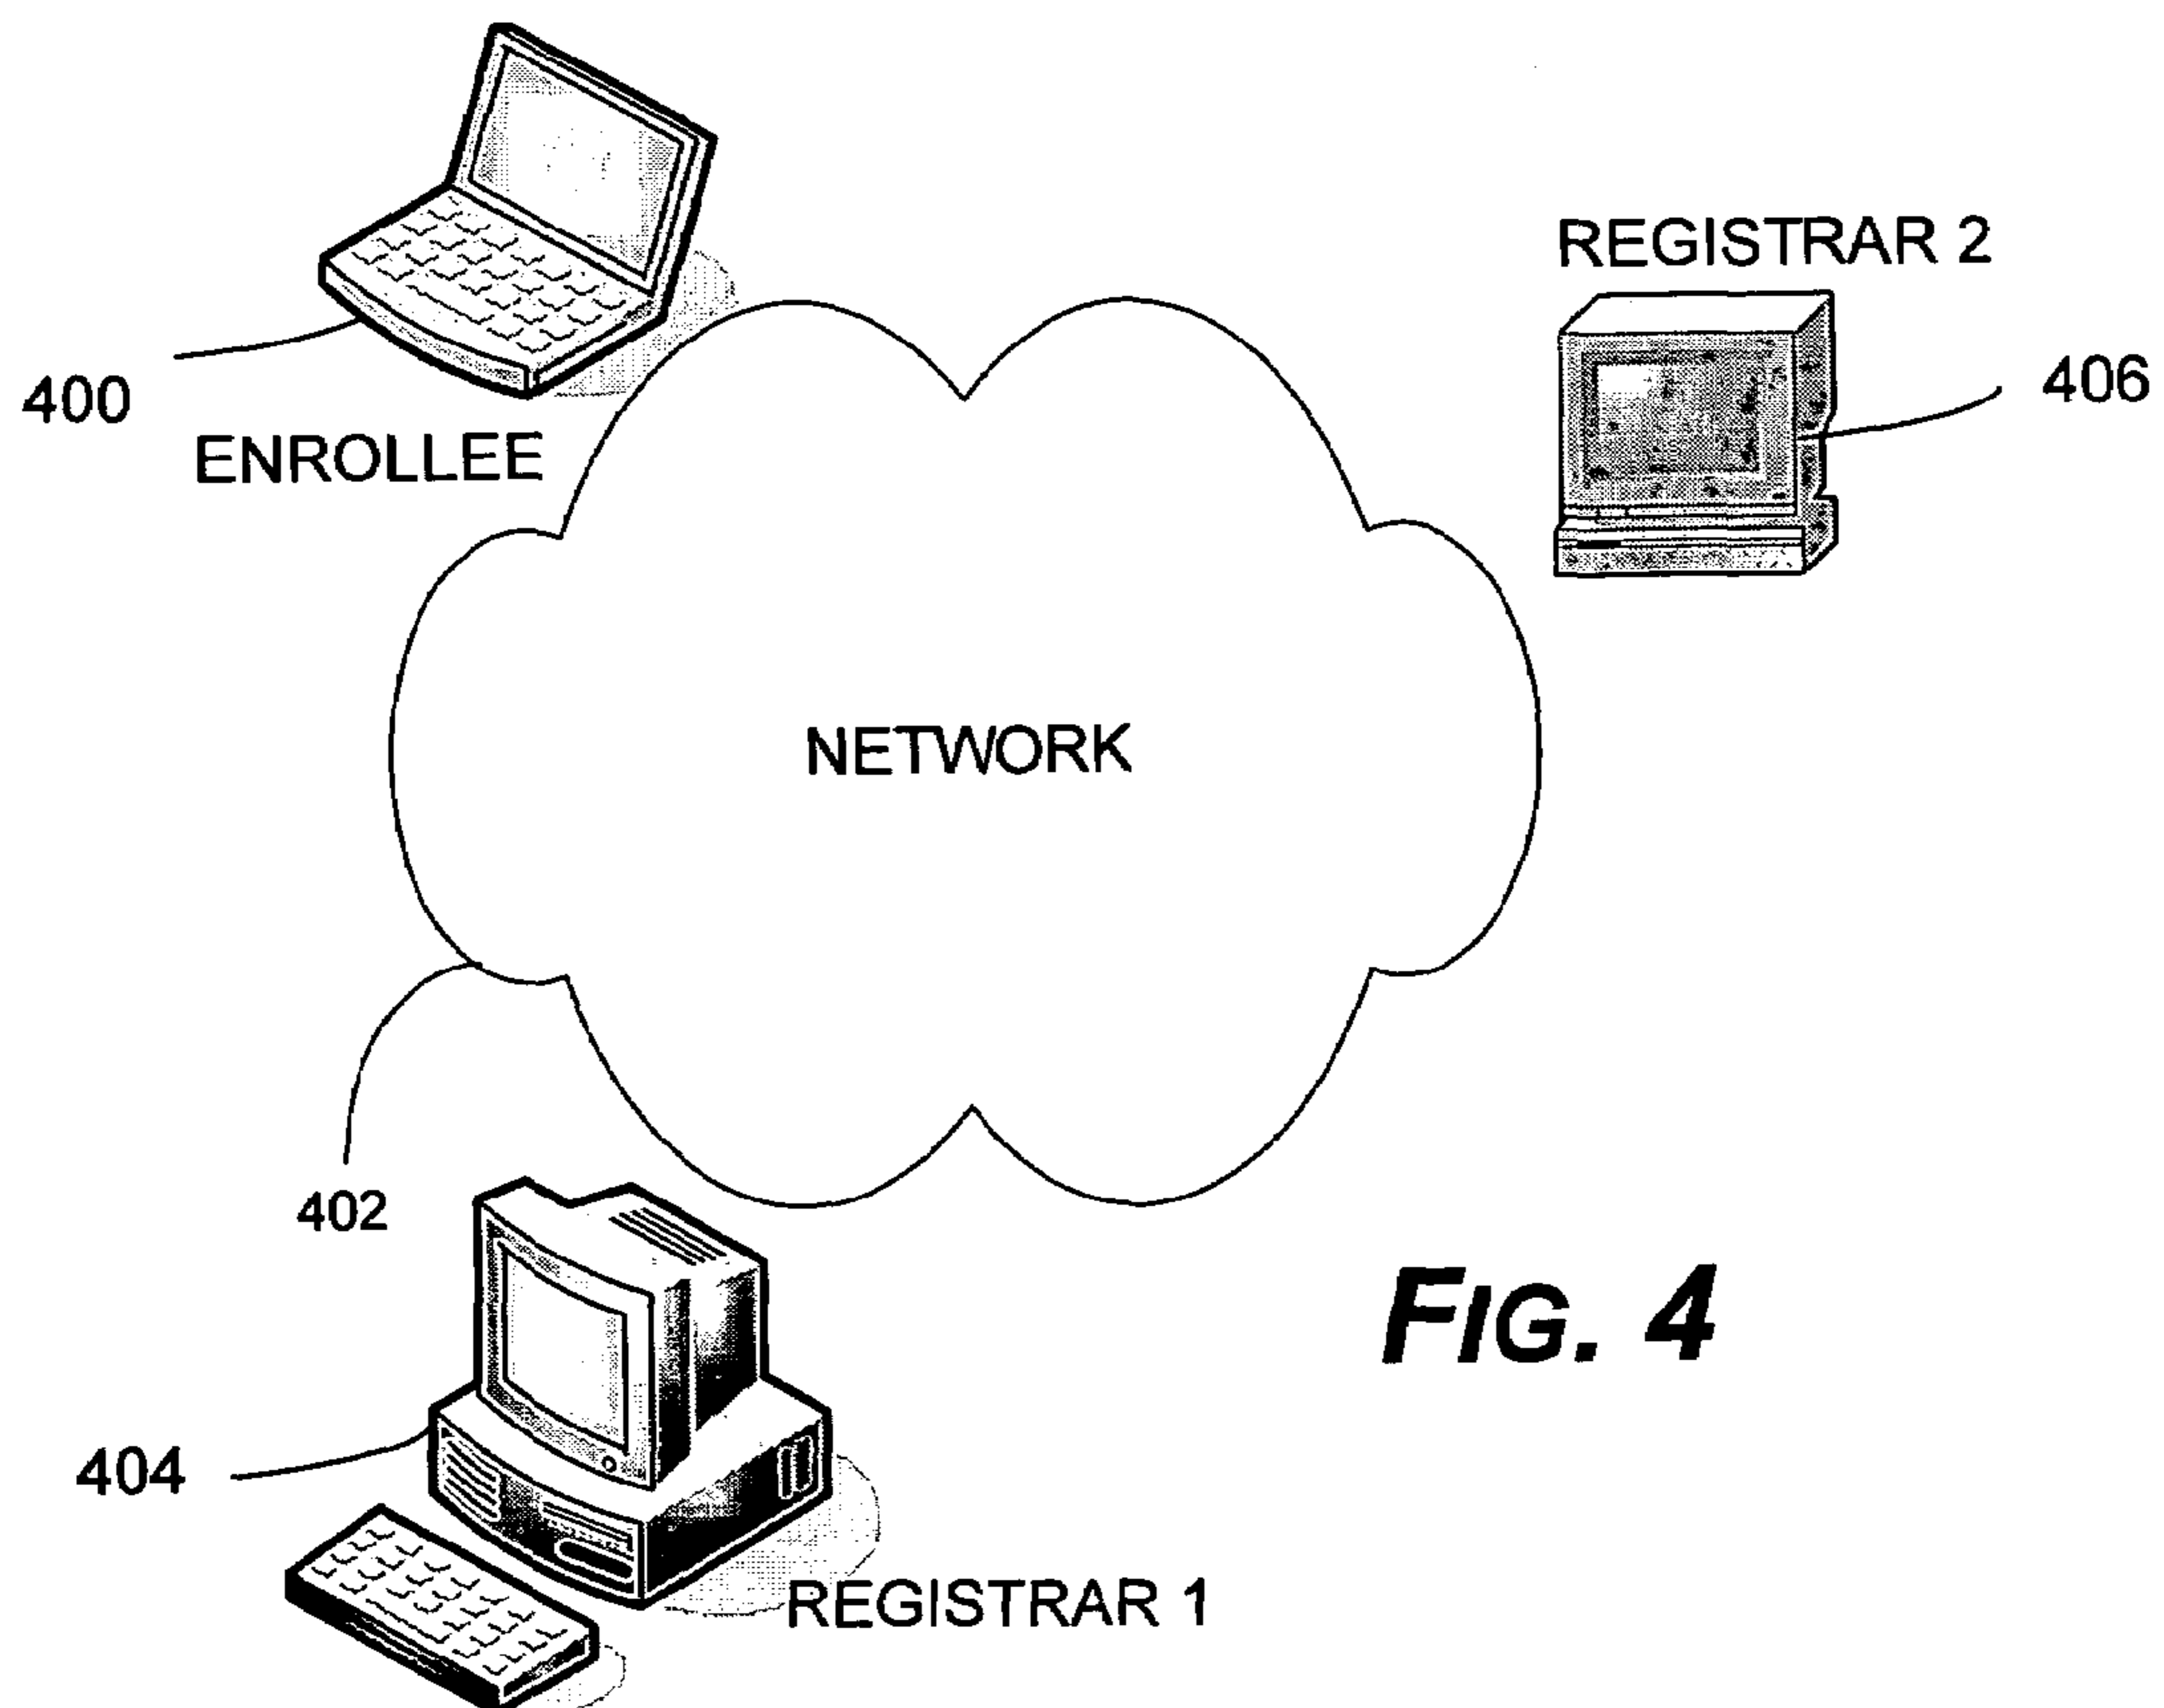 REGISTRAR 2
400
406
ENROLLEE
NETWORK
402
FIG. 4
404
REGISTRAR 1